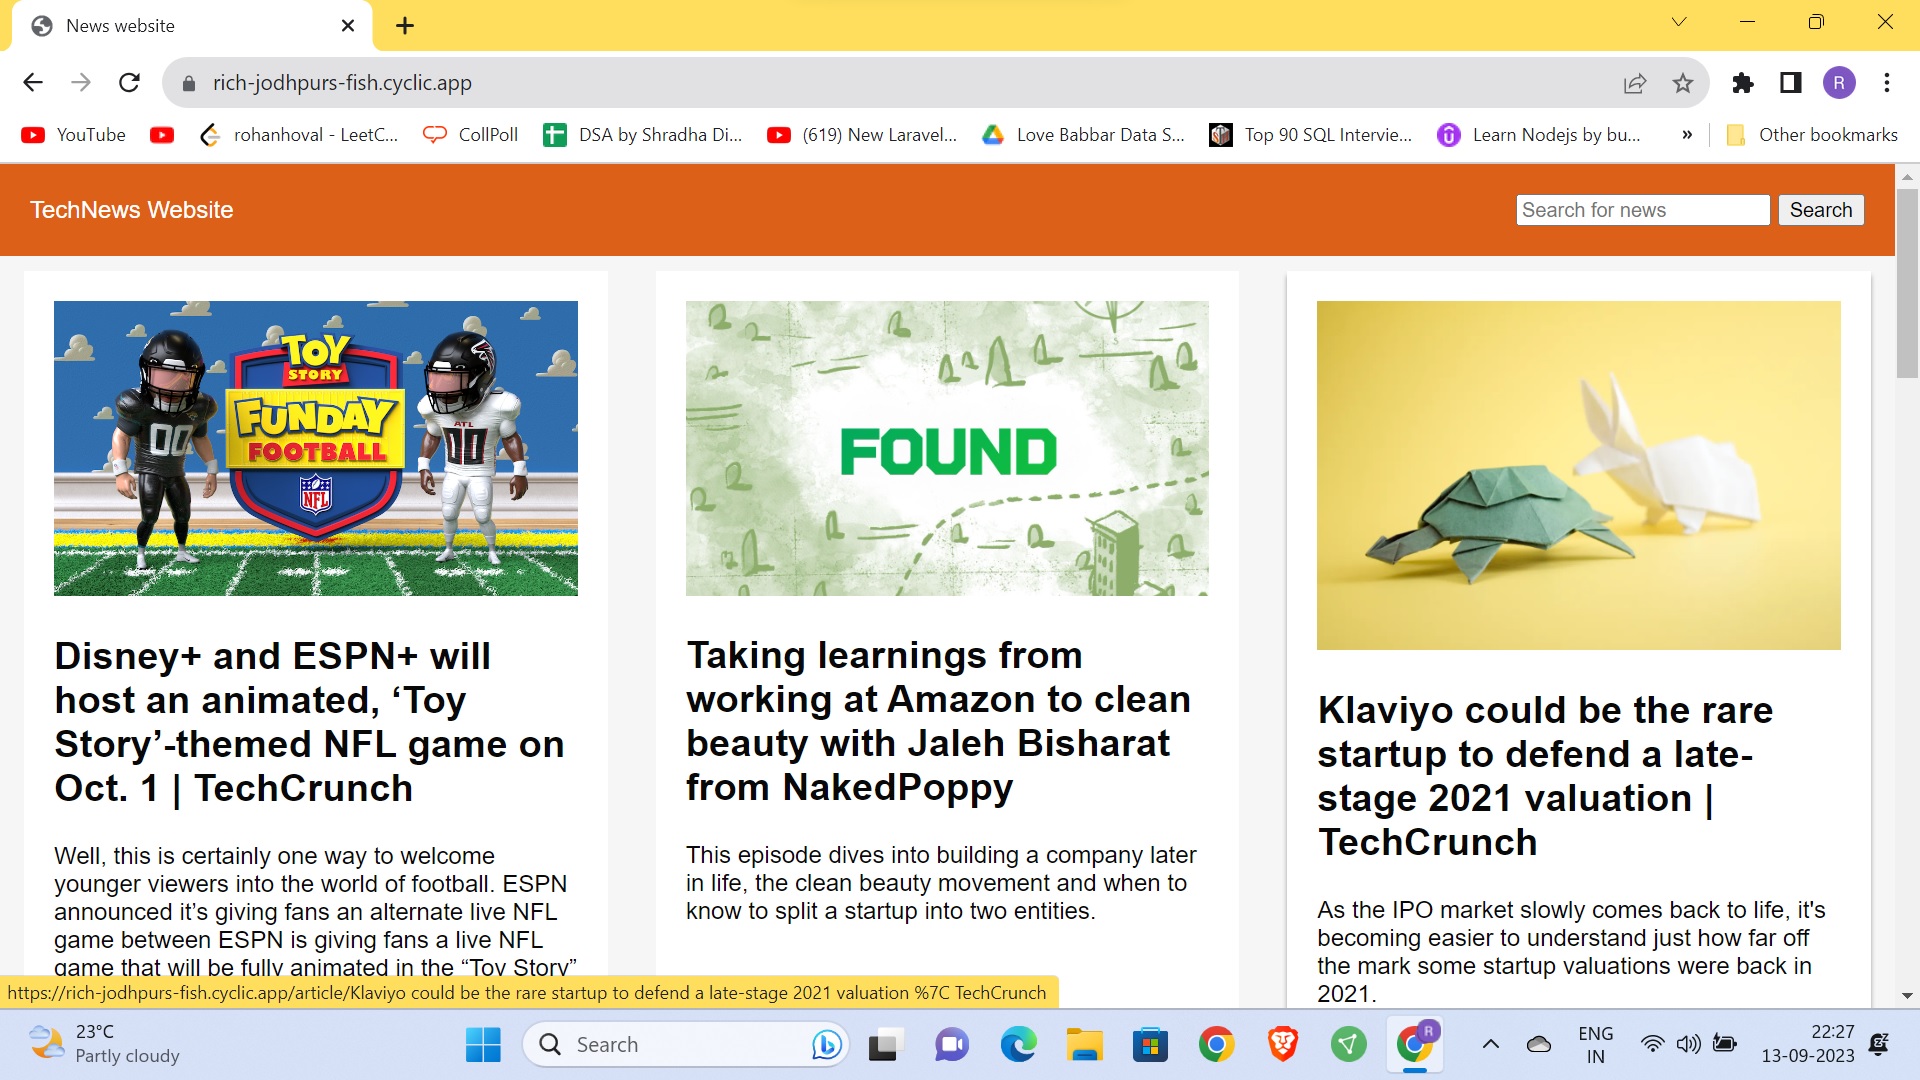 News website
rich-jodhpurs-fish.cyclic.app
R
YouTube
rohanhoval - LeetC...
CollPoll
DSA by Shradha Di...
(619) New Laravel...
Love Babbar Data S...
Top 90 SQL Intervie...
Learn Nodejs by bu...
»
Other bookmarks
TechNews Website
Search for news
Search
TOY
STORY
FUNDAY
FOOTBALL
NFL
00
ATL
00
Disney+ and ESPN+ will
host an animated, ‘Toy
Story’-themed NFL game on
Oct. 1 | TechCrunch
Well, this is certainly one way to welcome
younger viewers into the world of football. ESPN
announced it’s giving fans an alternate live NFL
game between ESPN is giving fans a live NFL
game that will be fully animated in the “Toy Story”
FOUND
Taking learnings from
working at Amazon to clean
beauty with Jaleh Bisharat
from NakedPoppy
This episode dives into building a company later
in life, the clean beauty movement and when to
know to split a startup into two entities.
Klaviyo could be the rare
startup to defend a late-
stage 2021 valuation |
TechCrunch
As the IPO market slowly comes back to life, it's
becoming easier to understand just how far off
the mark some startup valuations were back in
2021.
https://rich-jodhpurs-fish.cyclic.app/article/Klaviyo could be the rare startup to defend a late-stage 2021 valuation %7C TechCrunch
23°C
Partly cloudy
Search
R
ENG
IN
22:27
13-09-2023